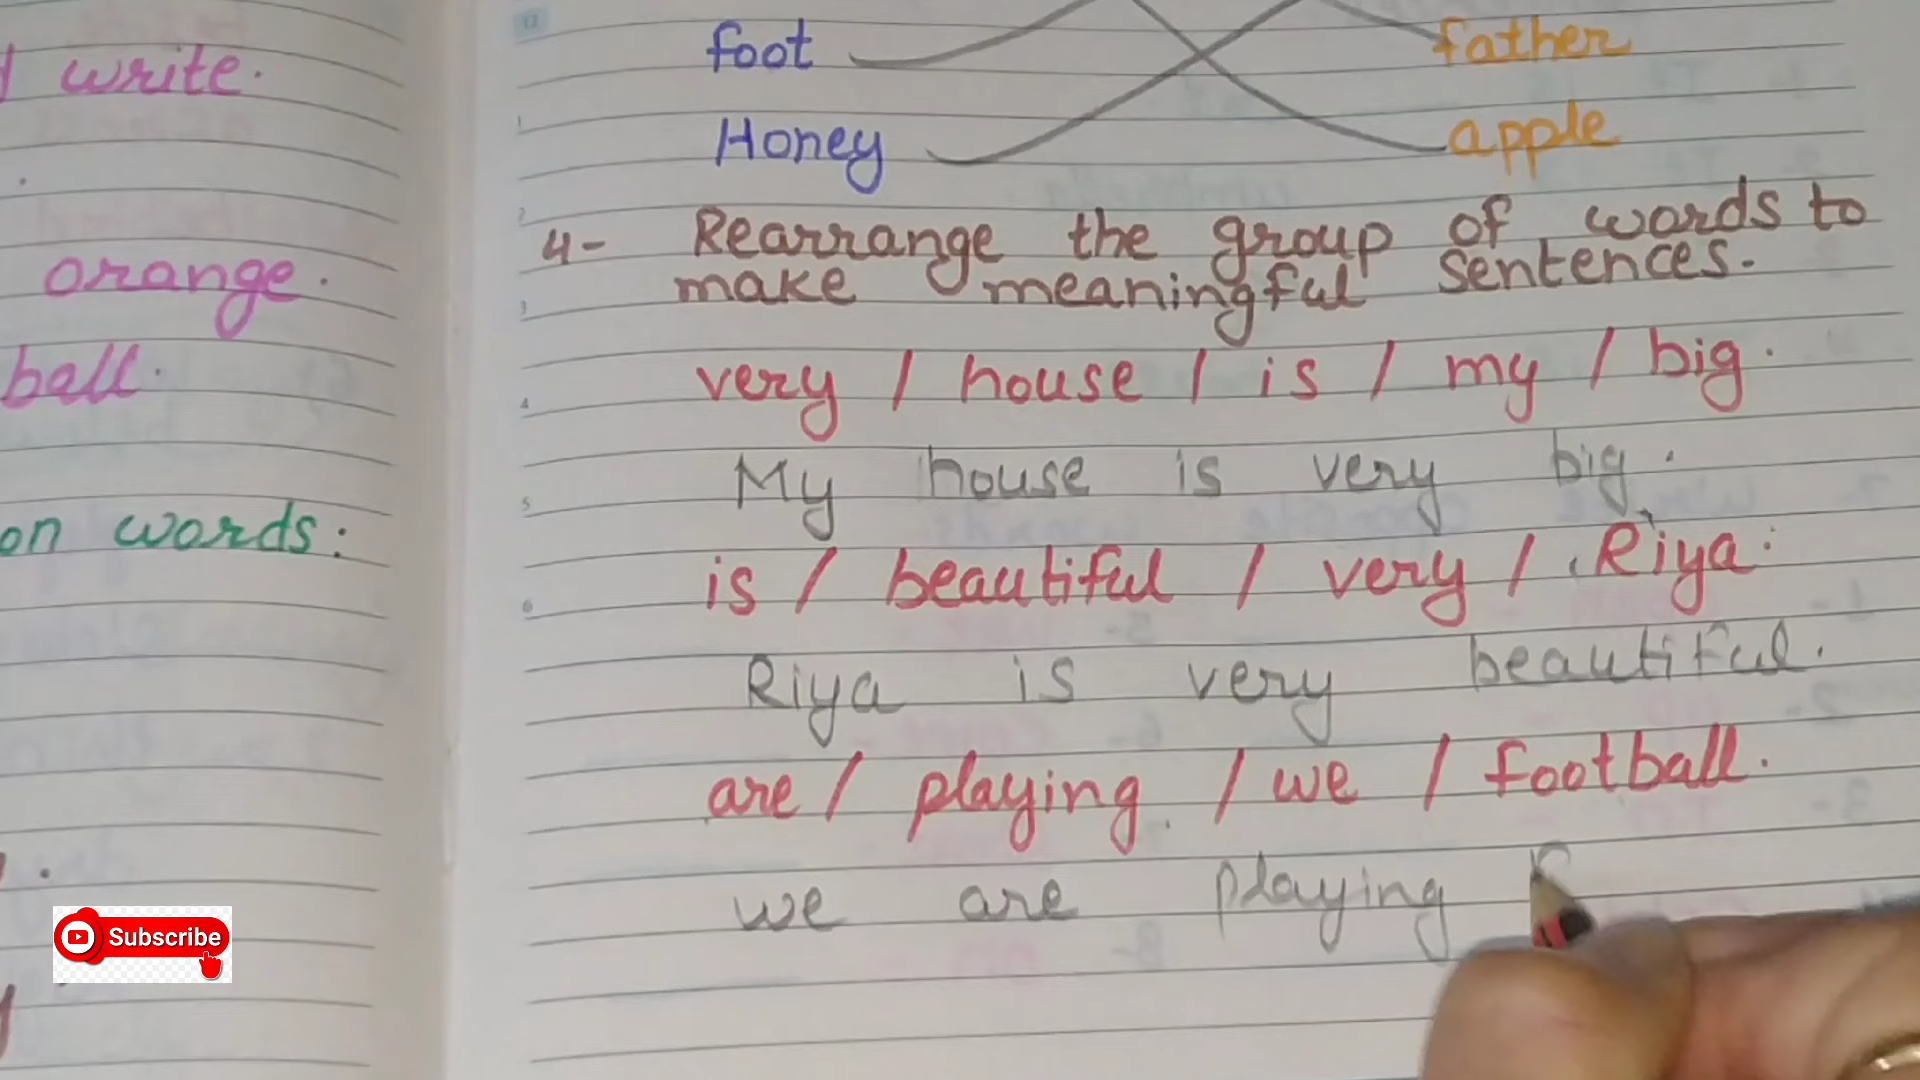 write.
orange.
ball.
on words:
foot father
Honey apple
4- Rearrange the group of words to
make meaningful sentences.
very / house / is / my / big.
My house is very big.
is / beautiful / very / Riya.
Riya is very beautiful.
are / playing / we / football.
we are playing f
Subscribe